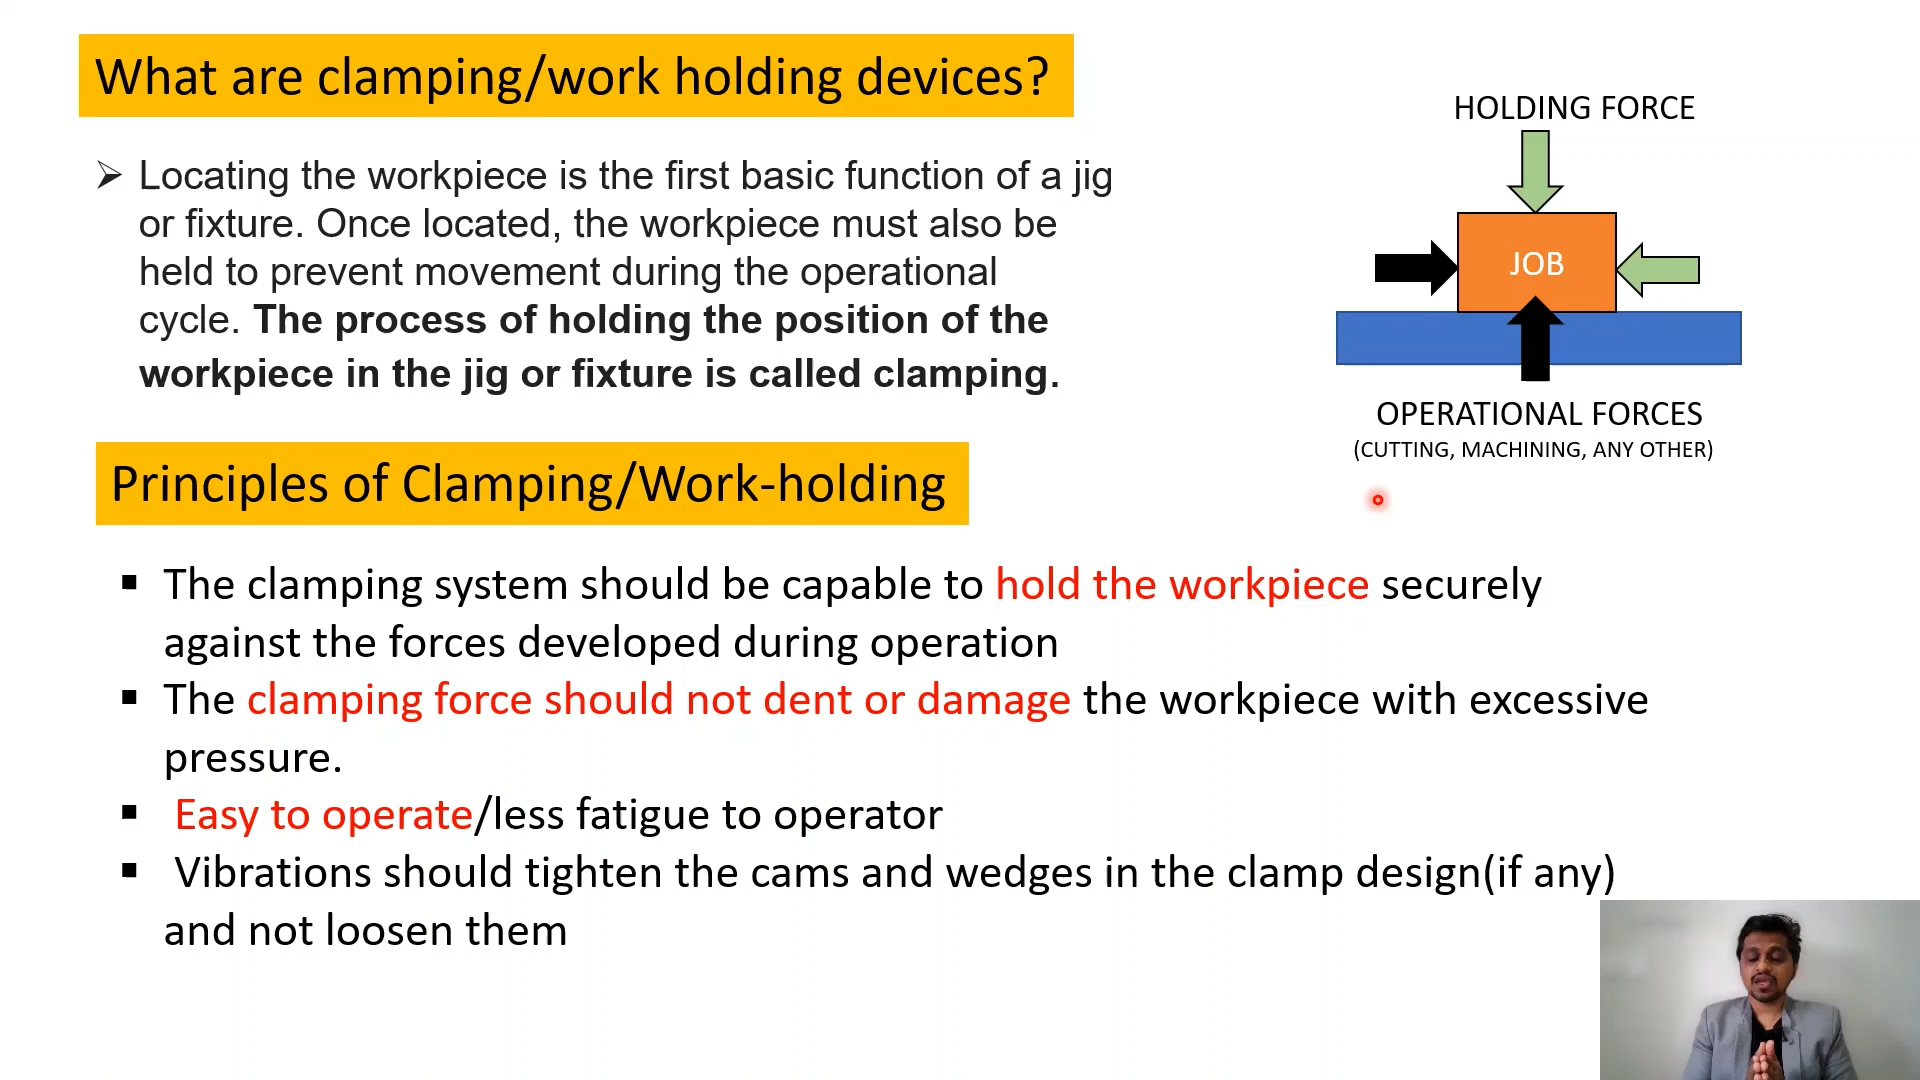 What are clamping/work holding devices?
Locating the workpiece is the first basic function of a jig
or fixture. Once located, the workpiece must also be
held to prevent movement during the operational
cycle. The process of holding the position of the
workpiece in the jig or fixture is called clamping.
HOLDING FORCE
JOB
OPERATIONAL FORCES
(CUTTING, MACHINING, ANY OTHER)
Principles of Clamping/Work-holding
The clamping system should be capable to hold the workpiece securely
against the forces developed during operation
The clamping force should not dent or damage the workpiece with excessive
pressure.
Easy to operate/less fatigue to operator
Vibrations should tighten the cams and wedges in the clamp design(if any)
and not loosen them